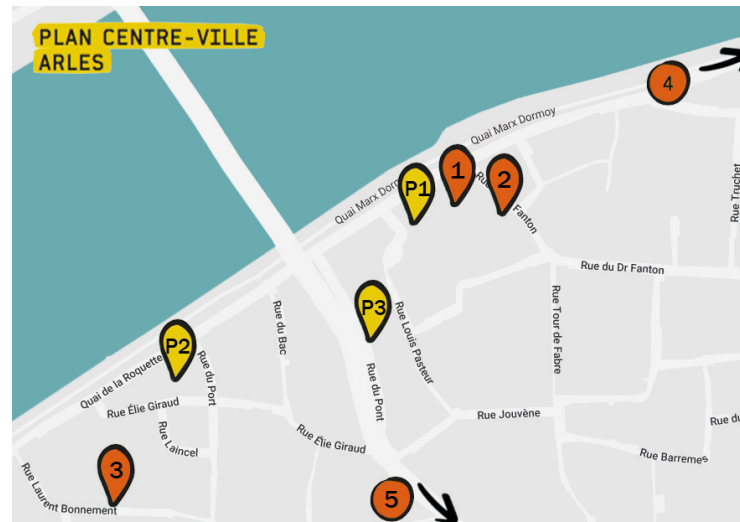 PLAN CENTRE-VILLE
ARLES
4
Quai Marx Dormoy
1
2
P1
Quai Marx Dormo
Rue
Fanton
Rue Truchet
Rue du Dr Fanton
P3
Rue du Bac
Rue Louis Pasteur
Rue Tour de Fabre
P2
Quai de la Roquette
Rue du Port
Rue du Pont
Rue Élie Giraud
Rue Jouvène
Rue du
Rue Laincel
Rue Élie Giraud
Rue Barremes
3
Rue Laurent Bonnement
5